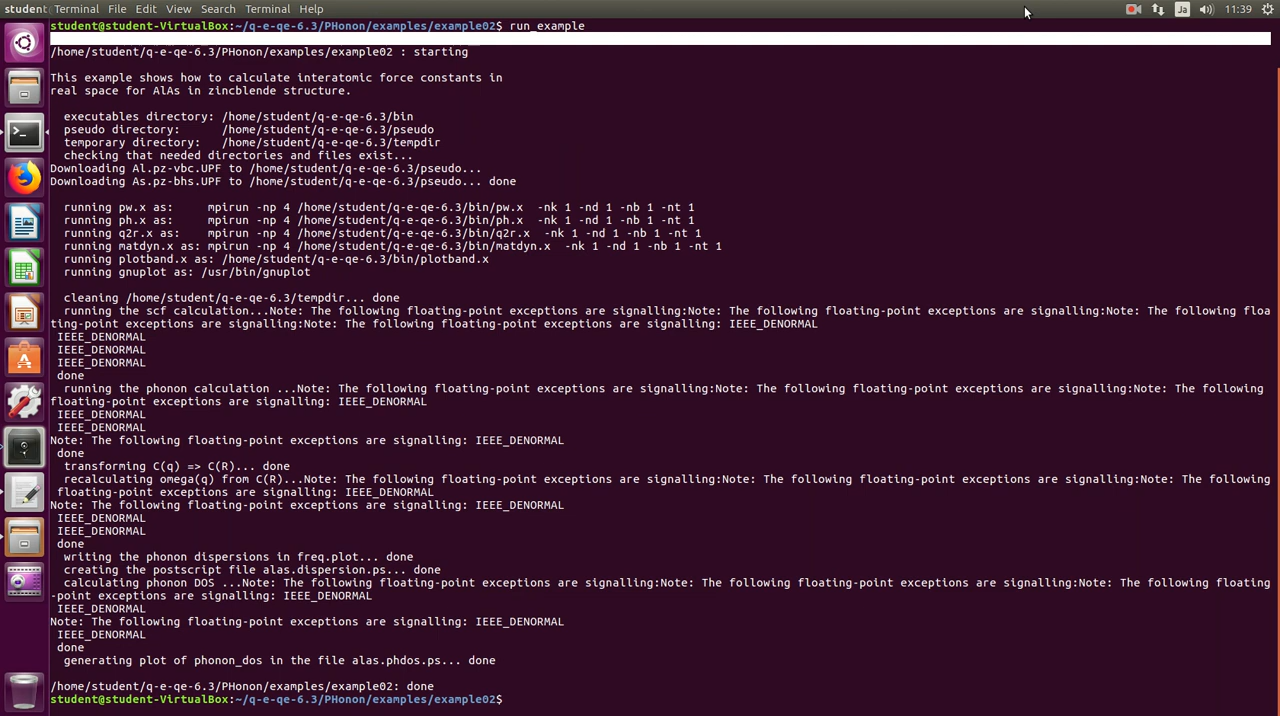 student Terminal File Edit View Search Terminal Help Ja 11:39
student@student-VirtualBox:~/q-e-qe-6.3/PHonon/examples/example02$ run_example
/home/student/q-e-qe-6.3/PHonon/examples/example02 : starting
This example shows how to calculate interatomic force constants in
real space for AlAs in zincblende structure.
executables directory: /home/student/q-e-qe-6.3/bin
pseudo directory: /home/student/q-e-qe-6.3/pseudo
temporary directory: /home/student/q-e-qe-6.3/tempdir
checking that needed directories and files exist...
Downloading Al.pz-vbc.UPF to /home/student/q-e-qe-6.3/pseudo...
Downloading As.pz-bhs.UPF to /home/student/q-e-qe-6.3/pseudo... done
running pw.x as: mpirun -np 4 /home/student/q-e-qe-6.3/bin/pw.x -nk 1 -nd 1 -nb 1 -nt 1
running ph.x as: mpirun -np 4 /home/student/q-e-qe-6.3/bin/ph.x -nk 1 -nd 1 -nb 1 -nt 1
running q2r.x as: mpirun -np 4 /home/student/q-e-qe-6.3/bin/q2r.x -nk 1 -nd 1 -nb 1 -nt 1
running matdyn.x as: mpirun -np 4 /home/student/q-e-qe-6.3/bin/matdyn.x -nk 1 -nd 1 -nb 1 -nt 1
running plotband.x as: /home/student/q-e-qe-6.3/bin/plotband.x
running gnuplot as: /usr/bin/gnuplot
cleaning /home/student/q-e-qe-6.3/tempdir... done
running the scf calculation...Note: The following floating-point exceptions are signalling:Note: The following floating-point exceptions are signalling:Note: The following floa
ting-point exceptions are signalling:Note: The following floating-point exceptions are signalling: IEEE_DENORMAL
IEEE_DENORMAL
IEEE_DENORMAL
IEEE_DENORMAL
done
running the phonon calculation ...Note: The following floating-point exceptions are signalling:Note: The following floating-point exceptions are signalling:Note: The following
floating-point exceptions are signalling: IEEE_DENORMAL
IEEE_DENORMAL
IEEE_DENORMAL
Note: The following floating-point exceptions are signalling: IEEE_DENORMAL
done
transforming C(q) => C(R)... done
recalculating omega(q) from C(R)...Note: The following floating-point exceptions are signalling:Note: The following floating-point exceptions are signalling:Note: The following
floating-point exceptions are signalling: IEEE_DENORMAL
Note: The following floating-point exceptions are signalling: IEEE_DENORMAL
IEEE_DENORMAL
IEEE_DENORMAL
done
writing the phonon dispersions in freq.plot... done
creating the postscript file alas.dispersion.ps... done
calculating phonon DOS ...Note: The following floating-point exceptions are signalling:Note: The following floating-point exceptions are signalling:Note: The following floating
-point exceptions are signalling: IEEE_DENORMAL
IEEE_DENORMAL
Note: The following floating-point exceptions are signalling: IEEE_DENORMAL
IEEE_DENORMAL
done
generating plot of phonon_dos in the file alas.phdos.ps... done
/home/student/q-e-qe-6.3/PHonon/examples/example02: done
student@student-VirtualBox:~/q-e-qe-6.3/PHonon/examples/example02$